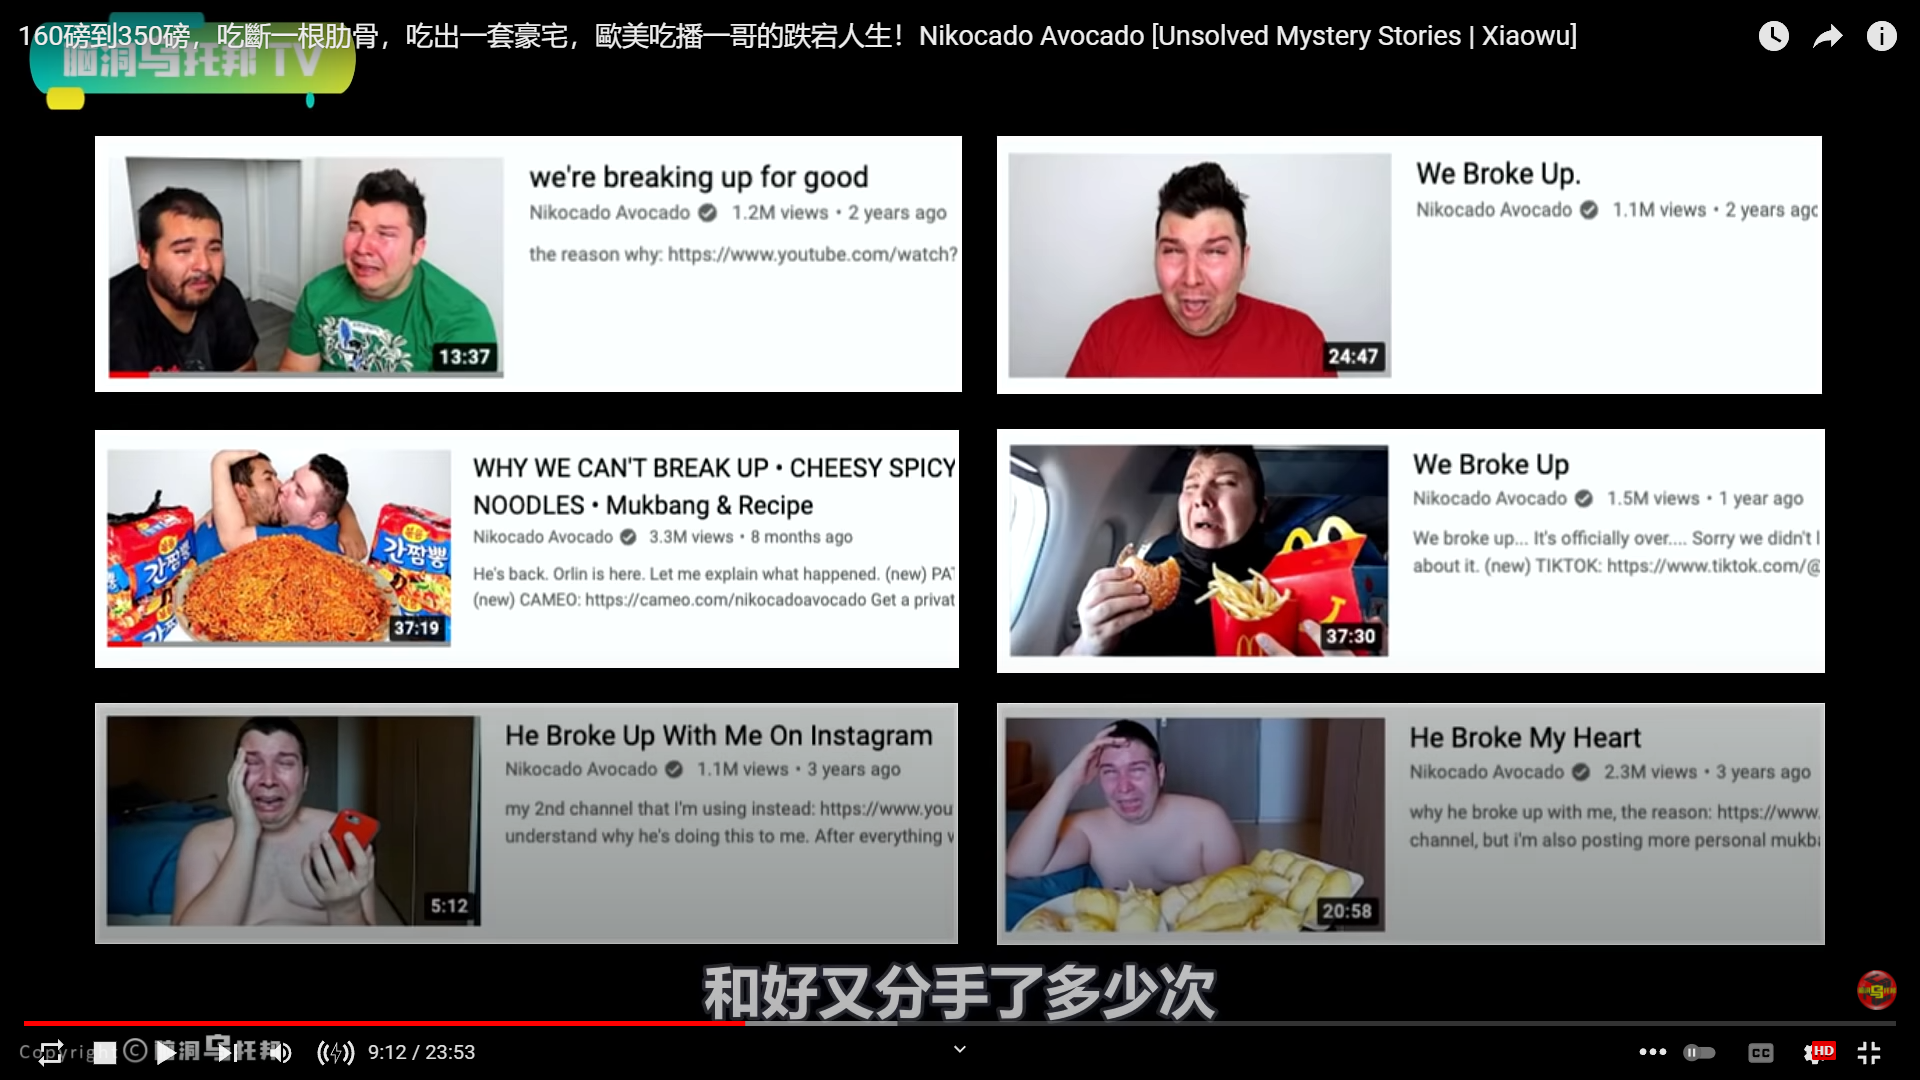 160磅到350磅，吃斷一根肋骨，吃出一套豪宅，歐美吃播一哥的跌宕人生！Nikocado Avocado [Unsolved Mystery Stories | Xiaowu]
脑洞乌托邦 TV
we're breaking up for good
Nikocado Avocado 1.2M views • 2 years ago
the reason why: https://www.youtube.com/watch?
13:37
We Broke Up.
Nikocado Avocado 1.1M views • 2 years ago
24:47
WHY WE CAN'T BREAK UP • CHEESY SPICY
NOODLES • Mukbang & Recipe
Nikocado Avocado 3.3M views • 8 months ago
He's back. Orlin is here. Let me explain what happened. (new) PAT
(new) CAMEO: https://cameo.com/nikocadoavocado Get a privat
간짬뽕
간짬뽕
37:19
We Broke Up
Nikocado Avocado 1.5M views • 1 year ago
We broke up... It's officially over.... Sorry we didn't
about it. (new) TIKTOK: https://www.tiktok.com/@
37:30
He Broke Up With Me On Instagram
Nikocado Avocado 1.1M views • 3 years ago
my 2nd channel that I'm using instead: https://www.you
understand why he's doing this to me. After everything
5:12
He Broke My Heart
Nikocado Avocado 2.3M views • 3 years ago
why he broke up with me, the reason: https://www.
channel, but i'm also posting more personal mukba
20:58
和好又分手了多少次
Copyright © 脑洞乌托邦
9:12 / 23:53
CC
HD